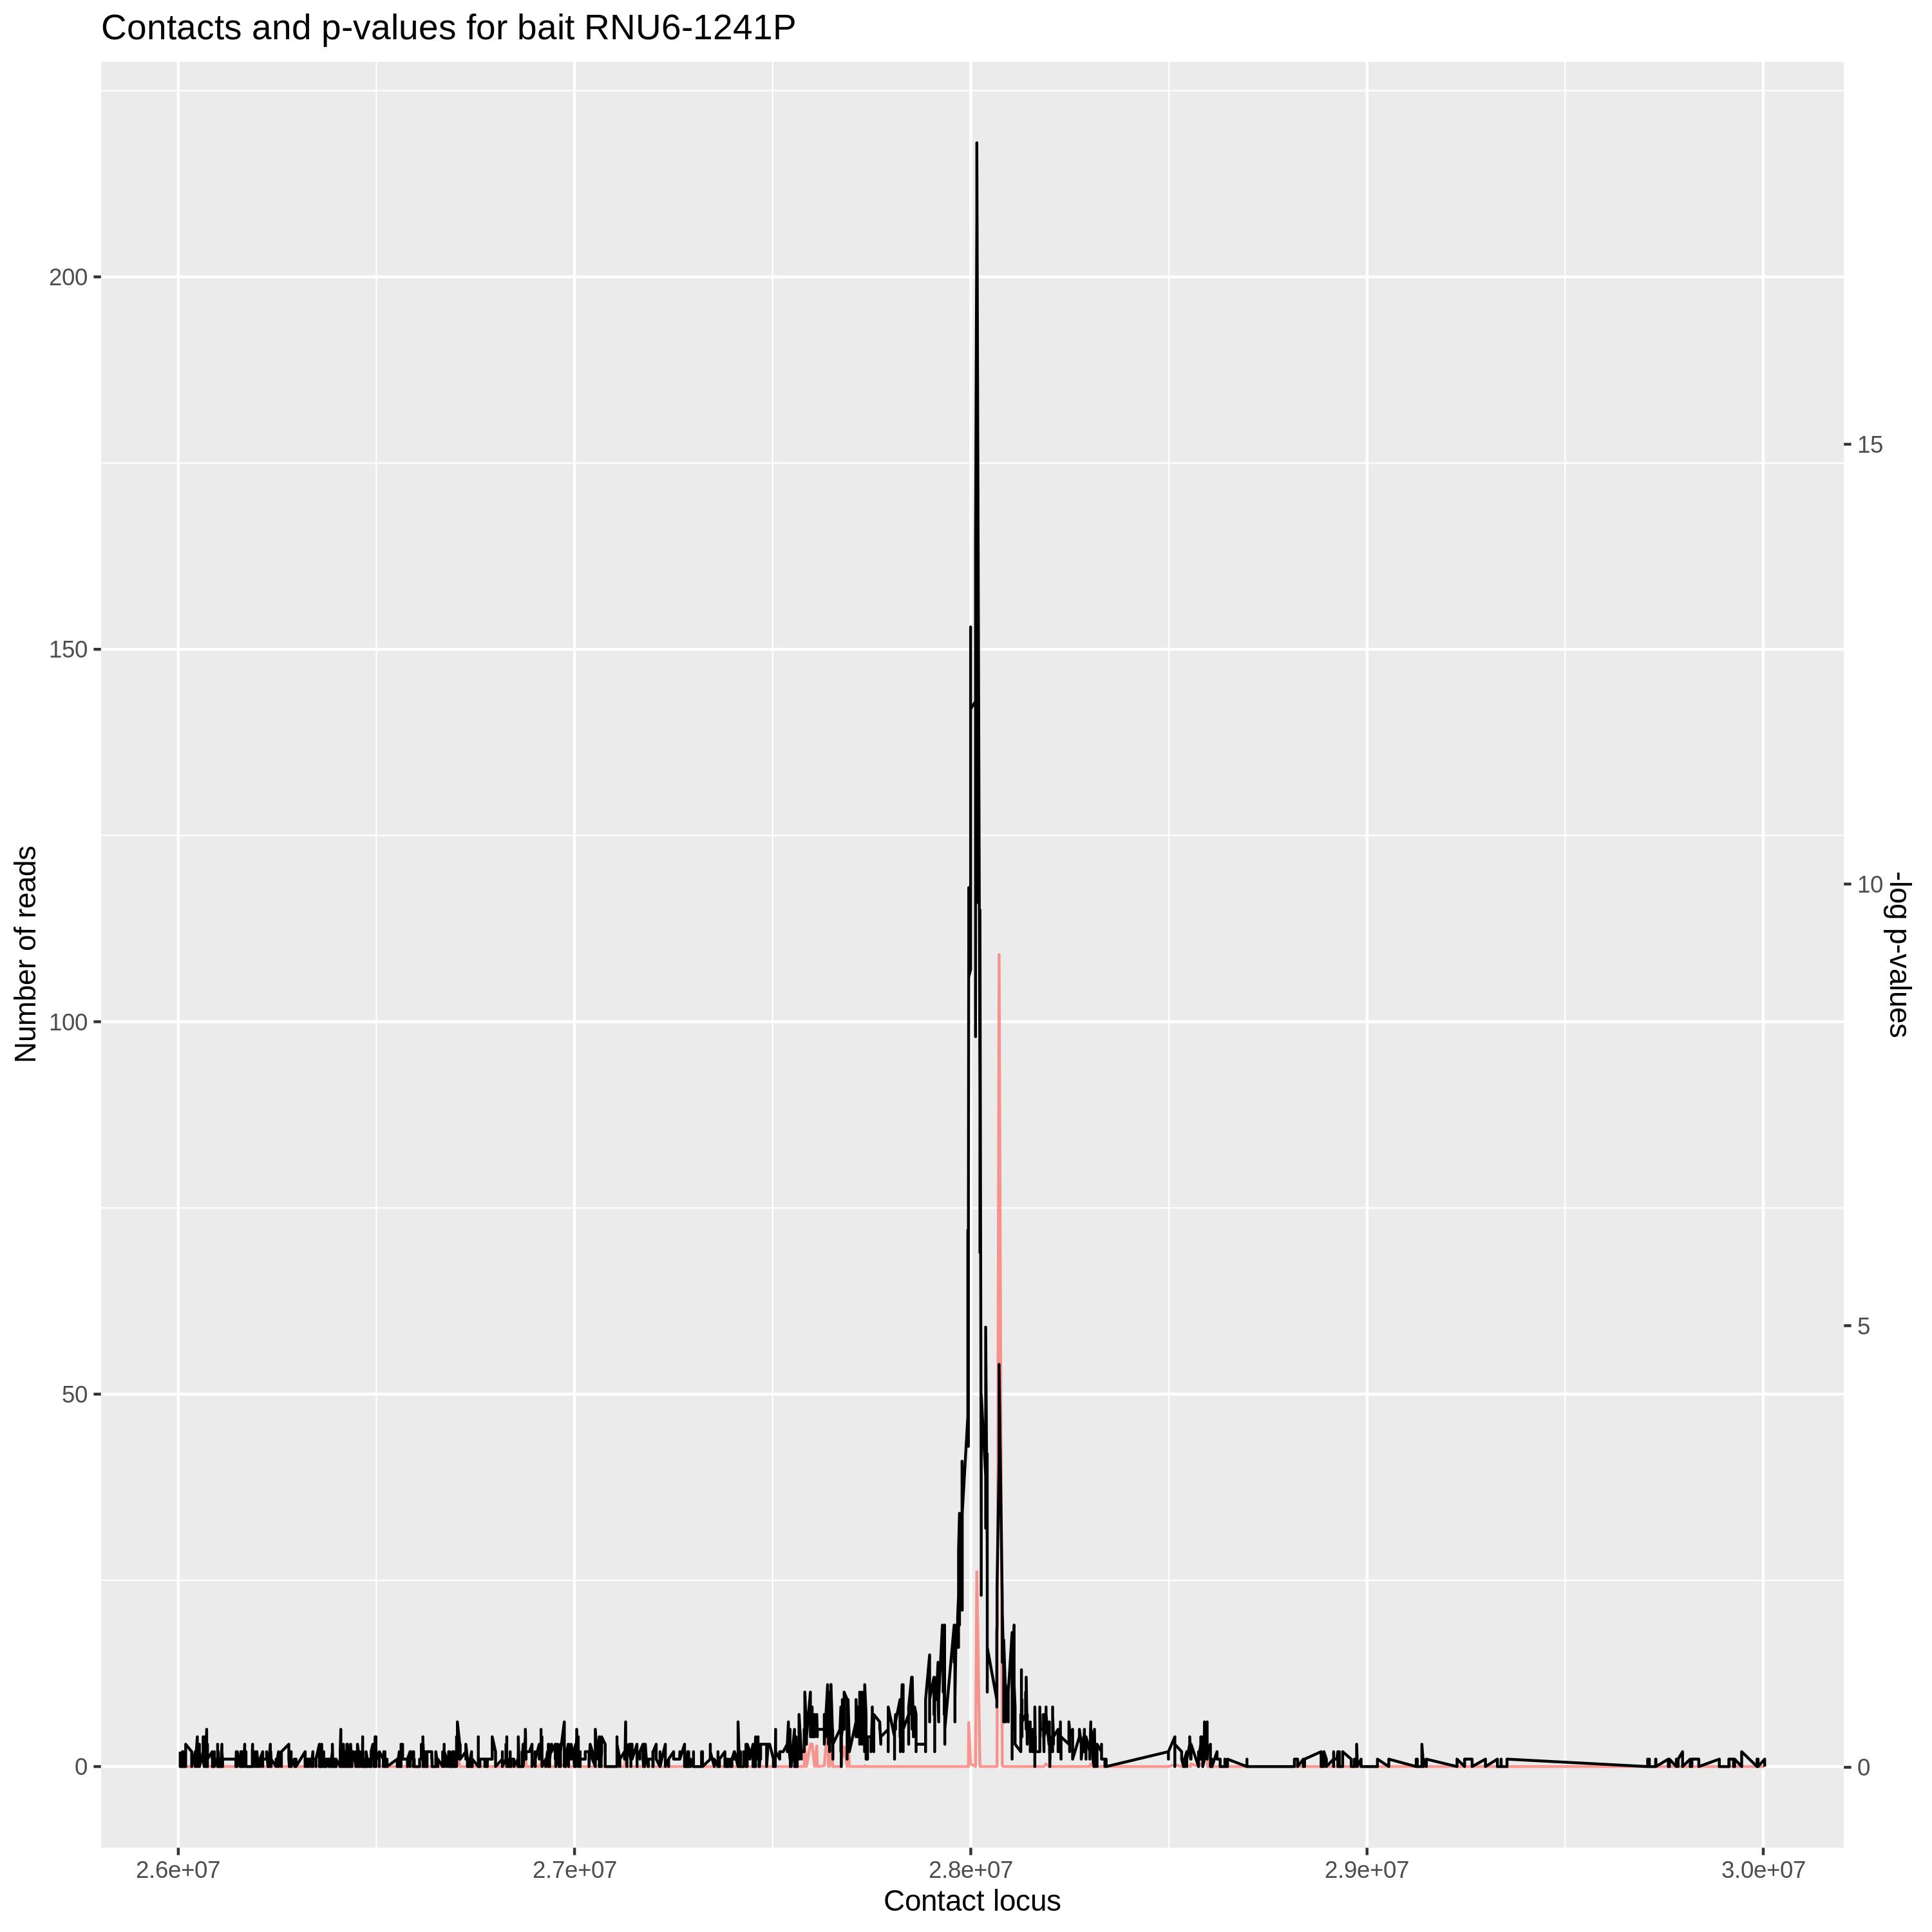 Contacts and p-values for bait RNU6-1241P
200
150
100
50
0
Number of reads
15
10
5
0
-log p-values
2.6e+07
2.7e+07
2.8e+07
2.9e+07
3.0e+07
Contact locus